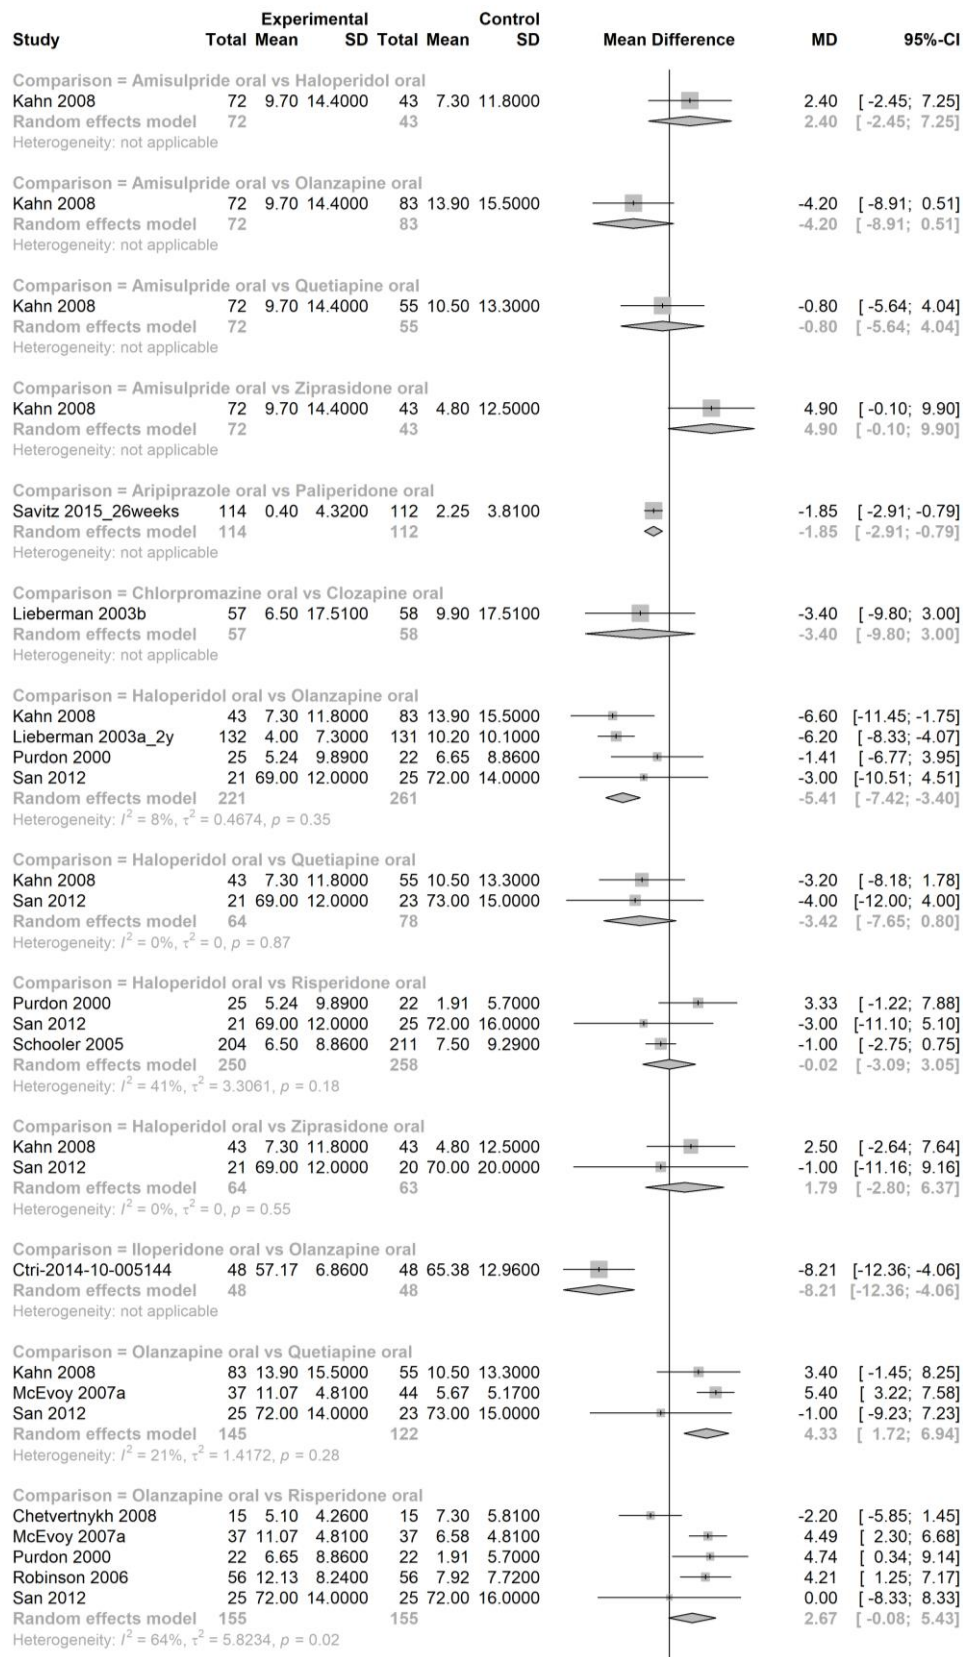 Experimental Control
Study Total Mean SD Total Mean SD Mean Difference MD 95%-CI
Comparison = Amisulpride oral vs Haloperidol oral
Kahn 2008 72 9.70 14.4000 43 7.30 11.8000 2.40 [ -2.45; 7.25]
Random effects model 72 43 2.40 [ -2.45; 7.25]
Heterogeneity: not applicable
Comparison = Amisulpride oral vs Olanzapine oral
Kahn 2008 72 9.70 14.4000 83 13.90 15.5000 -4.20 [ -8.91; 0.51]
Random effects model 72 83 -4.20 [ -8.91; 0.51]
Heterogeneity: not applicable
Comparison = Amisulpride oral vs Quetiapine oral
Kahn 2008 72 9.70 14.4000 55 10.50 13.3000 -0.80 [ -5.64; 4.04]
Random effects model 72 55 -0.80 [ -5.64; 4.04]
Heterogeneity: not applicable
Comparison = Amisulpride oral vs Ziprasidone oral
Kahn 2008 72 9.70 14.4000 43 4.80 12.5000 4.90 [ -0.10; 9.90]
Random effects model 72 43 4.90 [ -0.10; 9.90]
Heterogeneity: not applicable
Comparison = Aripiprazole oral vs Paliperidone oral
Savitz 2015_26weeks 114 0.40 4.3200 112 2.25 3.8100 -1.85 [ -2.91; -0.79]
Random effects model 114 112 -1.85 [ -2.91; -0.79]
Heterogeneity: not applicable
Comparison = Chlorpromazine oral vs Clozapine oral
Lieberman 2003b 57 6.50 17.5100 58 9.90 17.5100 -3.40 [ -9.80; 3.00]
Random effects model 57 58 -3.40 [ -9.80; 3.00]
Heterogeneity: not applicable
Comparison = Haloperidol oral vs Olanzapine oral
Kahn 2008 43 7.30 11.8000 83 13.90 15.5000 -6.60 [-11.45; -1.75]
Lieberman 2003a_2y 132 4.00 7.3000 131 10.20 10.1000 -6.20 [ -8.33; -4.07]
Purdon 2000 25 5.24 9.8900 22 6.65 8.8600 -1.41 [ -6.77; 3.95]
San 2012 21 69.00 12.0000 25 72.00 14.0000 -3.00 [-10.51; 4.51]
Random effects model 221 261 -5.41 [ -7.42; -3.40]
Heterogeneity: I² = 8%, τ² = 0.4674, p = 0.35
Comparison = Haloperidol oral vs Quetiapine oral
Kahn 2008 43 7.30 11.8000 55 10.50 13.3000 -3.20 [ -8.18; 1.78]
San 2012 21 69.00 12.0000 23 73.00 15.0000 -4.00 [-12.00; 4.00]
Random effects model 64 78 -3.42 [ -7.65; 0.80]
Heterogeneity: I² = 0%, τ² = 0, p = 0.87
Comparison = Haloperidol oral vs Risperidone oral
Purdon 2000 25 5.24 9.8900 22 1.91 5.7000 3.33 [ -1.22; 7.88]
San 2012 21 69.00 12.0000 25 72.00 16.0000 -3.00 [-11.10; 5.10]
Schooler 2005 204 6.50 8.8600 211 7.50 9.2900 -1.00 [ -2.75; 0.75]
Random effects model 250 258 -0.02 [ -3.09; 3.05]
Heterogeneity: I² = 41%, τ² = 3.3061, p = 0.18
Comparison = Haloperidol oral vs Ziprasidone oral
Kahn 2008 43 7.30 11.8000 43 4.80 12.5000 2.50 [ -2.64; 7.64]
San 2012 21 69.00 12.0000 20 70.00 20.0000 -1.00 [-11.16; 9.16]
Random effects model 64 63 1.79 [ -2.80; 6.37]
Heterogeneity: I² = 0%, τ² = 0, p = 0.55
Comparison = Iloperidone oral vs Olanzapine oral
Ctri-2014-10-005144 48 57.17 6.8600 48 65.38 12.9600 -8.21 [-12.36; -4.06]
Random effects model 48 48 -8.21 [-12.36; -4.06]
Heterogeneity: not applicable
Comparison = Olanzapine oral vs Quetiapine oral
Kahn 2008 83 13.90 15.5000 55 10.50 13.3000 3.40 [ -1.45; 8.25]
McEvoy 2007a 37 11.07 4.8100 44 5.67 5.1700 5.40 [ 3.22; 7.58]
San 2012 25 72.00 14.0000 23 73.00 15.0000 -1.00 [ -9.23; 7.23]
Random effects model 145 122 4.33 [ 1.72; 6.94]
Heterogeneity: I² = 21%, τ² = 1.4172, p = 0.28
Comparison = Olanzapine oral vs Risperidone oral
Chetvertnykh 2008 15 5.10 4.2600 15 7.30 5.8100 -2.20 [ -5.85; 1.45]
McEvoy 2007a 37 11.07 4.8100 37 6.58 4.8100 4.49 [ 2.30; 6.68]
Purdon 2000 22 6.65 8.8600 22 1.91 5.7000 4.74 [ 0.34; 9.14]
Robinson 2006 56 12.13 8.2400 56 7.92 7.7200 4.21 [ 1.25; 7.17]
San 2012 25 72.00 14.0000 25 72.00 16.0000 0.00 [ -8.33; 8.33]
Random effects model 155 155 2.67 [ -0.08; 5.43]
Heterogeneity: I² = 64%, τ² = 5.8234, p = 0.02